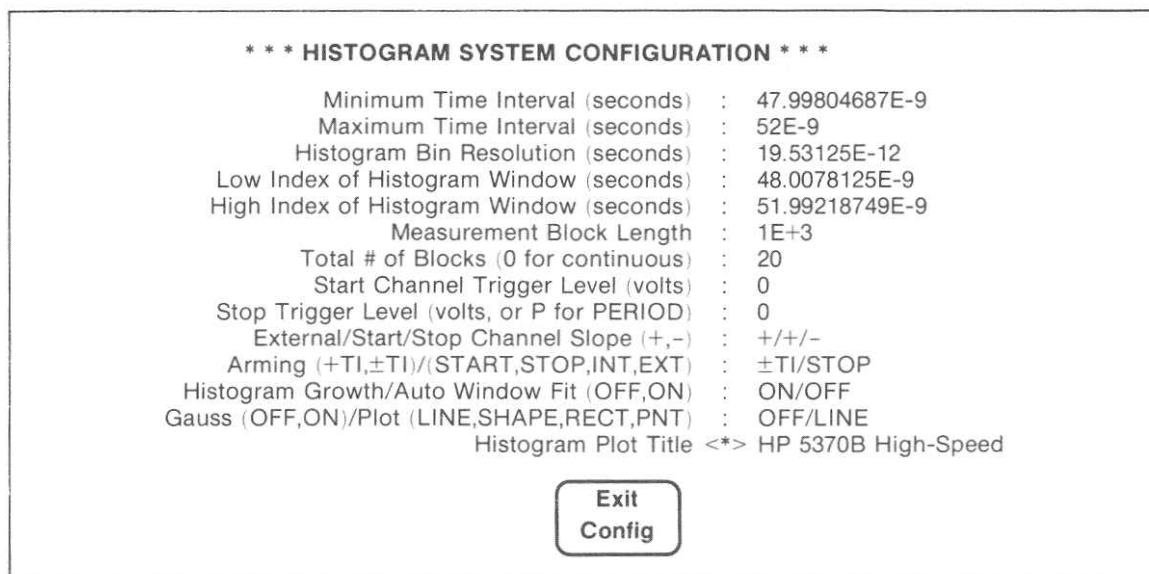 * * * HISTOGRAM SYSTEM CONFIGURATION * * *
Minimum Time Interval (seconds) : 47.99804687E-9
Maximum Time Interval (seconds) : 52E-9
Histogram Bin Resolution (seconds) : 19.53125E-12
Low Index of Histogram Window (seconds) : 48.0078125E-9
High Index of Histogram Window (seconds) : 51.99218749E-9
Measurement Block Length : 1E+3
Total # of Blocks (0 for continuous) : 20
Start Channel Trigger Level (volts) : 0
Stop Trigger Level (volts, or P for PERIOD) : 0
External/Start/Stop Channel Slope (+,-) : +/+/-
Arming (+TI,±TI)/(START,STOP,INT,EXT) : ±TI/STOP
Histogram Growth/Auto Window Fit (OFF,ON) : ON/OFF
Gauss (OFF,ON)/Plot (LINE,SHAPE,RECT,PNT) : OFF/LINE
Histogram Plot Title <*> HP 5370B High-Speed
Exit
Config